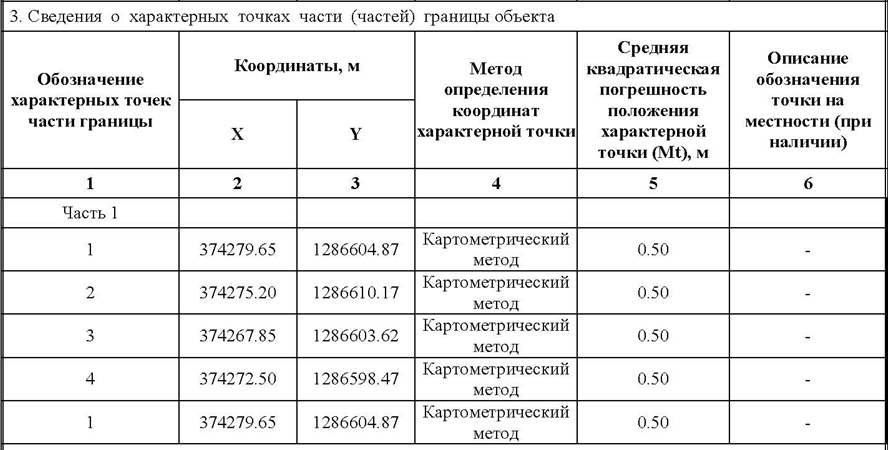 3. Сведения о характерных точках части (частей) границы объекта
Обозначение
характерных точек
части границы
Координаты, м
X
Y
Метод
определения
координат
характерной точки
Средняя
квадратическая
погрешность
положения
характерной
точки (Mt), м
Описание
обозначения
точки на
местности (при
наличии)
1 2 3 4 5 6
Часть 1
1 374279.65 1286604.87 Картометрический
метод 0.50 -
2 374275.20 1286610.17 Картометрический
метод 0.50 -
3 374267.85 1286603.62 Картометрический
метод 0.50 -
4 374272.50 1286598.47 Картометрический
метод 0.50 -
1 374279.65 1286604.87 Картометрический
метод 0.50 -